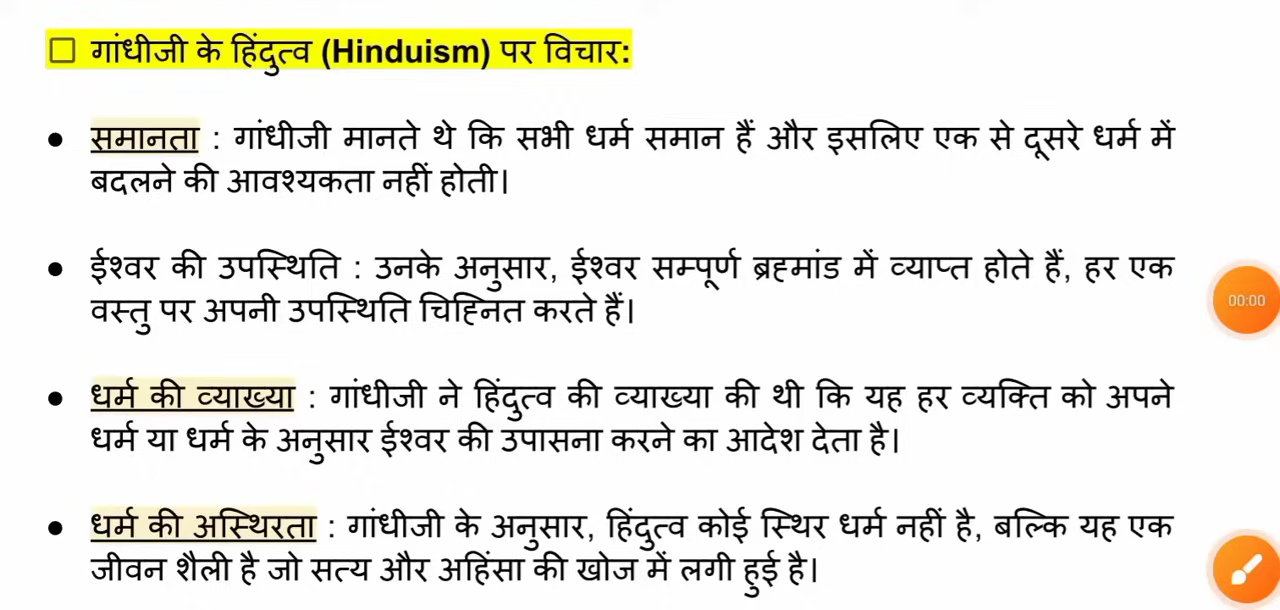 ☐ गांधीजी के हिंदुत्व (Hinduism) पर विचार:
● समानता : गांधीजी मानते थे कि सभी धर्म समान हैं और इसलिए एक से दूसरे धर्म में
बदलने की आवश्यकता नहीं होती।
● ईश्वर की उपस्थिति : उनके अनुसार, ईश्वर सम्पूर्ण ब्रह्मांड में व्याप्त होते हैं, हर एक
वस्तु पर अपनी उपस्थिति चिह्नित करते हैं।
00:00
● धर्म की व्याख्या : गांधीजी ने हिंदुत्व की व्याख्या की थी कि यह हर व्यक्ति को अपने
धर्म या धर्म के अनुसार ईश्वर की उपासना करने का आदेश देता है।
● धर्म की अस्थिरता : गांधीजी के अनुसार, हिंदुत्व कोई स्थिर धर्म नहीं है, बल्कि यह एक
जीवन शैली है जो सत्य और अहिंसा की खोज में लगी हुई है।